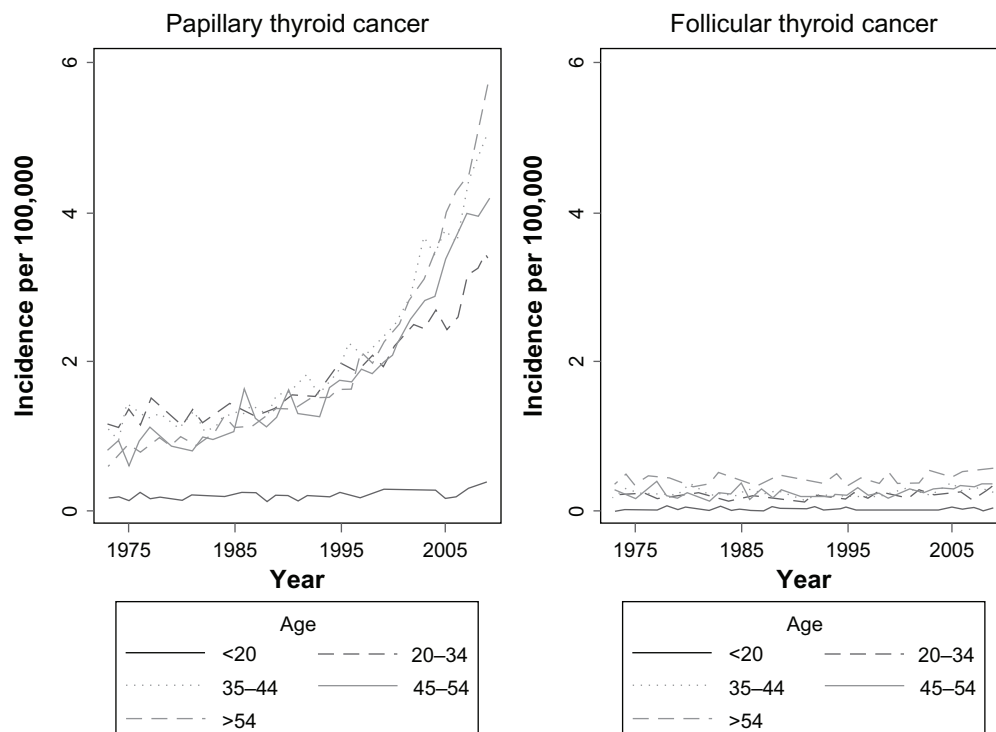 Papillary thyroid cancer
6
4
2
0
Incidence per 100,000
1975 1985 1995 2005
Year
Age
<20 20–34
35–44 45–54
>54
Follicular thyroid cancer
6
4
2
0
Incidence per 100,000
1975 1985 1995 2005
Year
Age
<20 20–34
35–44 45–54
>54